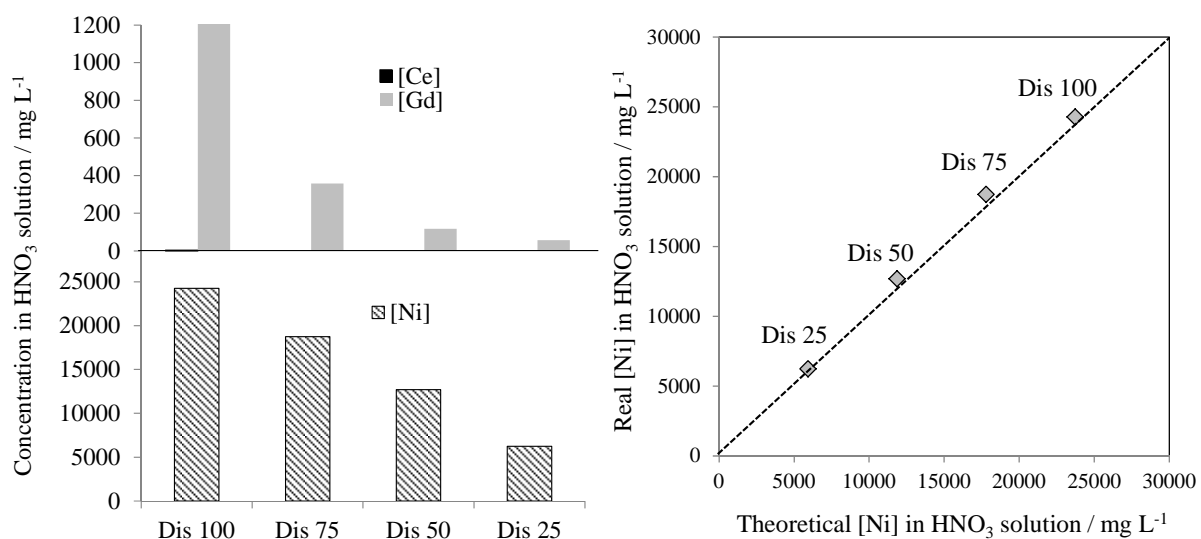 Concentration in HNO3 solution / mg L-1
1200
1000
800
600
400
200
0
[Ce]
[Gd]
25000
20000
15000
10000
5000
0
[Ni]
Dis 100 Dis 75 Dis 50 Dis 25
Real [Ni] in HNO3 solution / mg L-1
30000
25000
20000
15000
10000
5000
0
Dis 100
Dis 75
Dis 50
Dis 25
0 5000 10000 15000 20000 25000 30000
Theoretical [Ni] in HNO3 solution / mg L-1